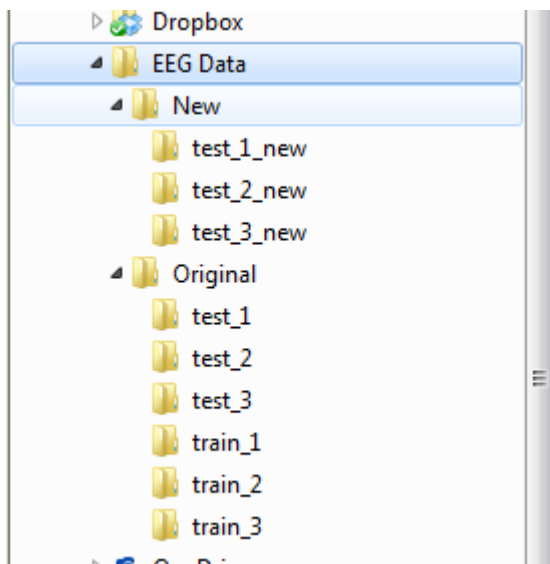 Dropbox
EEG Data
New
test_1_new
test_2_new
test_3_new
Original
test_1
test_2
test_3
train_1
train_2
train_3